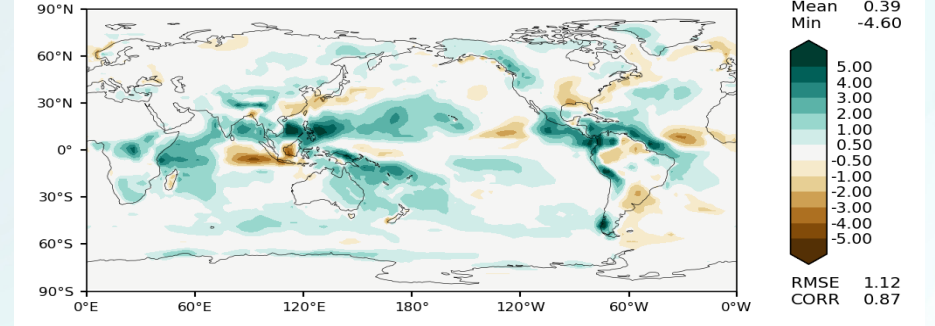 Mean 0.39
Min -4.60
90°N
60°N
30°N
0°
30°S
60°S
90°S
0°E
60°E
120°E
180°
120°W
60°W
0°W
5.00
4.00
3.00
2.00
1.00
0.50
-0.50
-1.00
-2.00
-3.00
-4.00
-5.00
RMSE 1.12
CORR 0.87